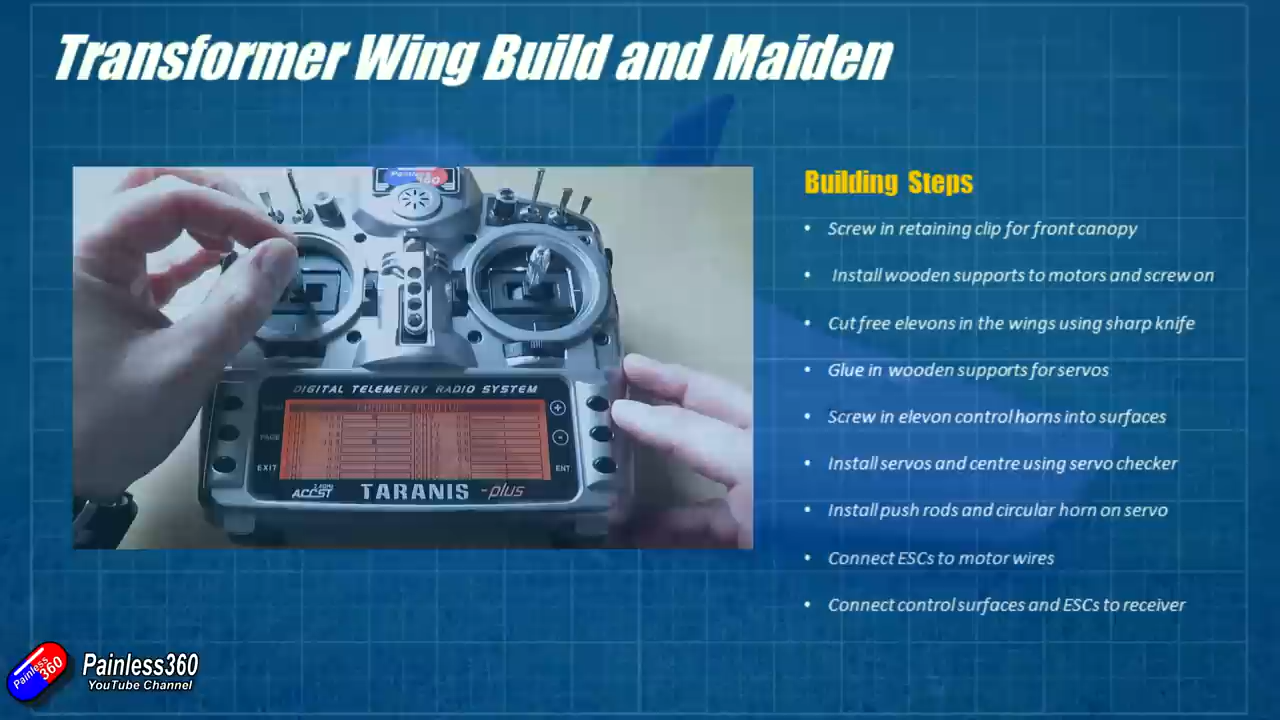 Transformer Wing Build and Maiden
Painless
360
Building Steps
• Screw in retaining clip for front canopy
• Install wooden supports to motors and screw on
• Cut free elevons in the wings using sharp knife
• Glue in wooden supports for servos
• Screw in elevon control horns into surfaces
• Install servos and centre using servo checker
• Install push rods and circular horn on servo
• Connect ESCs to motor wires
• Connect control surfaces and ESCs to receiver
DIGITAL TELEMETRY RADIO SYSTEM
PAGE
EXIT
ENT
ACCST
TARANIS -plus
Painless
360
Painless360
YouTube Channel